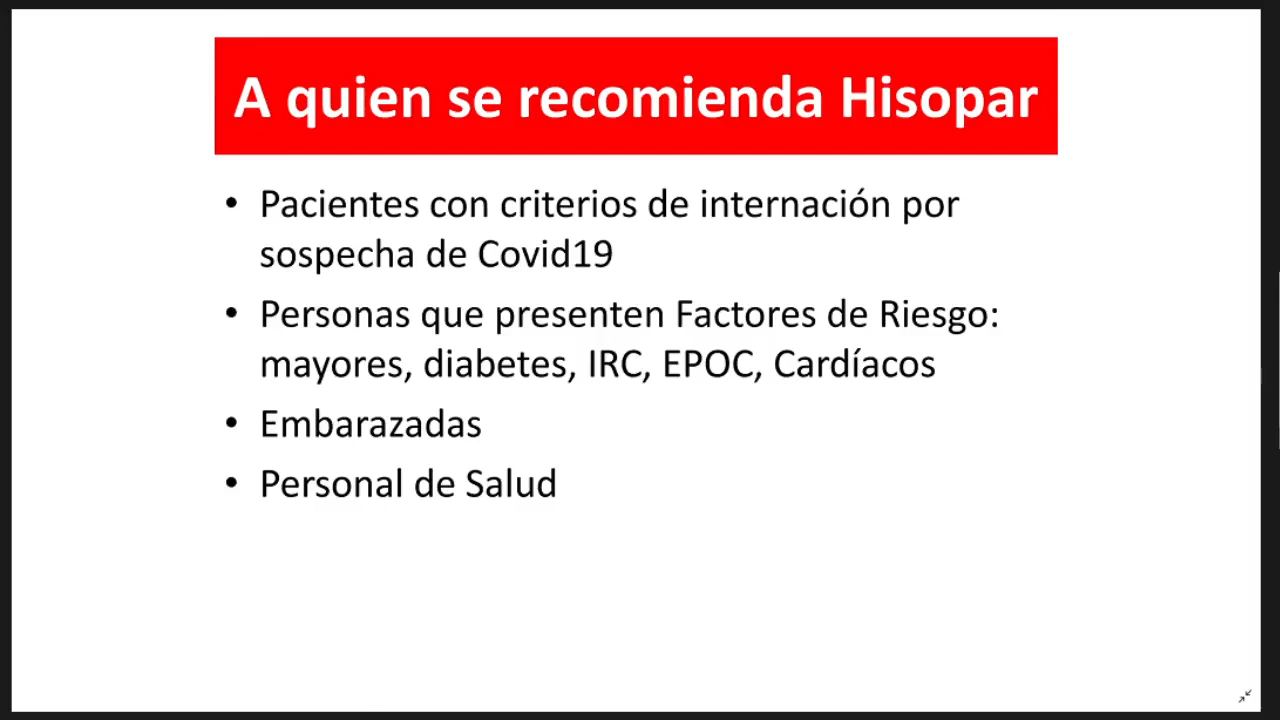 A quien se recomienda Hisopar
• Pacientes con criterios de internación por
sospecha de Covid19
• Personas que presenten Factores de Riesgo:
mayores, diabetes, IRC, EPOC, Cardíacos
• Embarazadas
• Personal de Salud